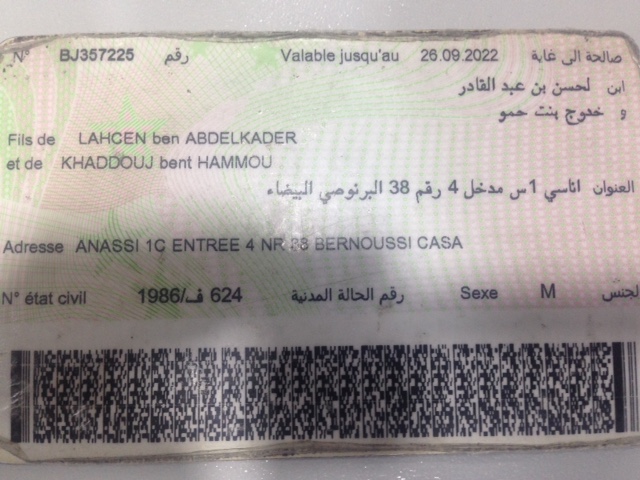 N° BJ357225 رقم Valable jusqu'au 26.09.2022 صالحة الى غاية
ابن لحسن بن عبد القادر
و خدوج بنت حمو
Fils de LAHCEN ben ABDELKADER
et de KHADDOUJ bent HAMMOU
العنوان اناسي 1س مدخل 4 رقم 38 البرنوصي البيضاء
Adresse ANASSI 1C ENTREE 4 NR 38 BERNOUSSI CASA
N° état civil 624 ف/1986 رقم الحالة المدنية Sexe M لجنس